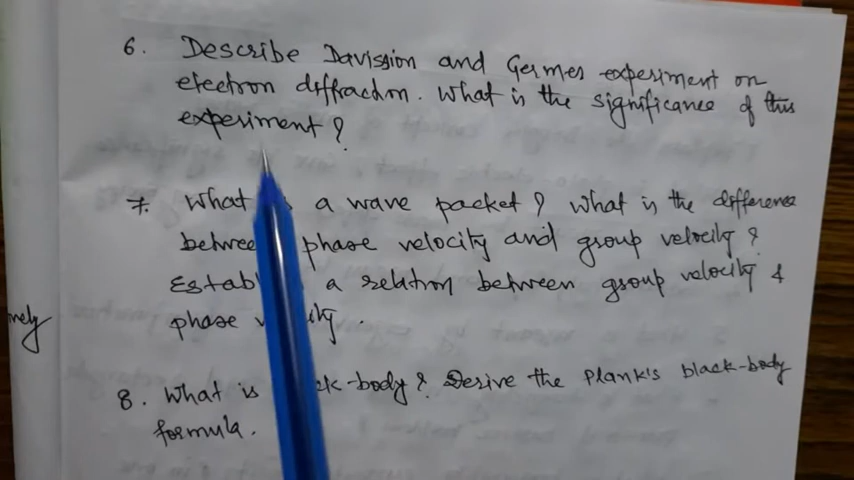 6. Describe Davission and Germer experiment on
electron diffraction. What is the significance of this
experiment?
7. What a wave packet? What is the difference
between phase velocity and group velocity?
Estab a relation between group velocity &
phase v ity.
8. What is ck-body? Derive the Plank's black-body
formula.